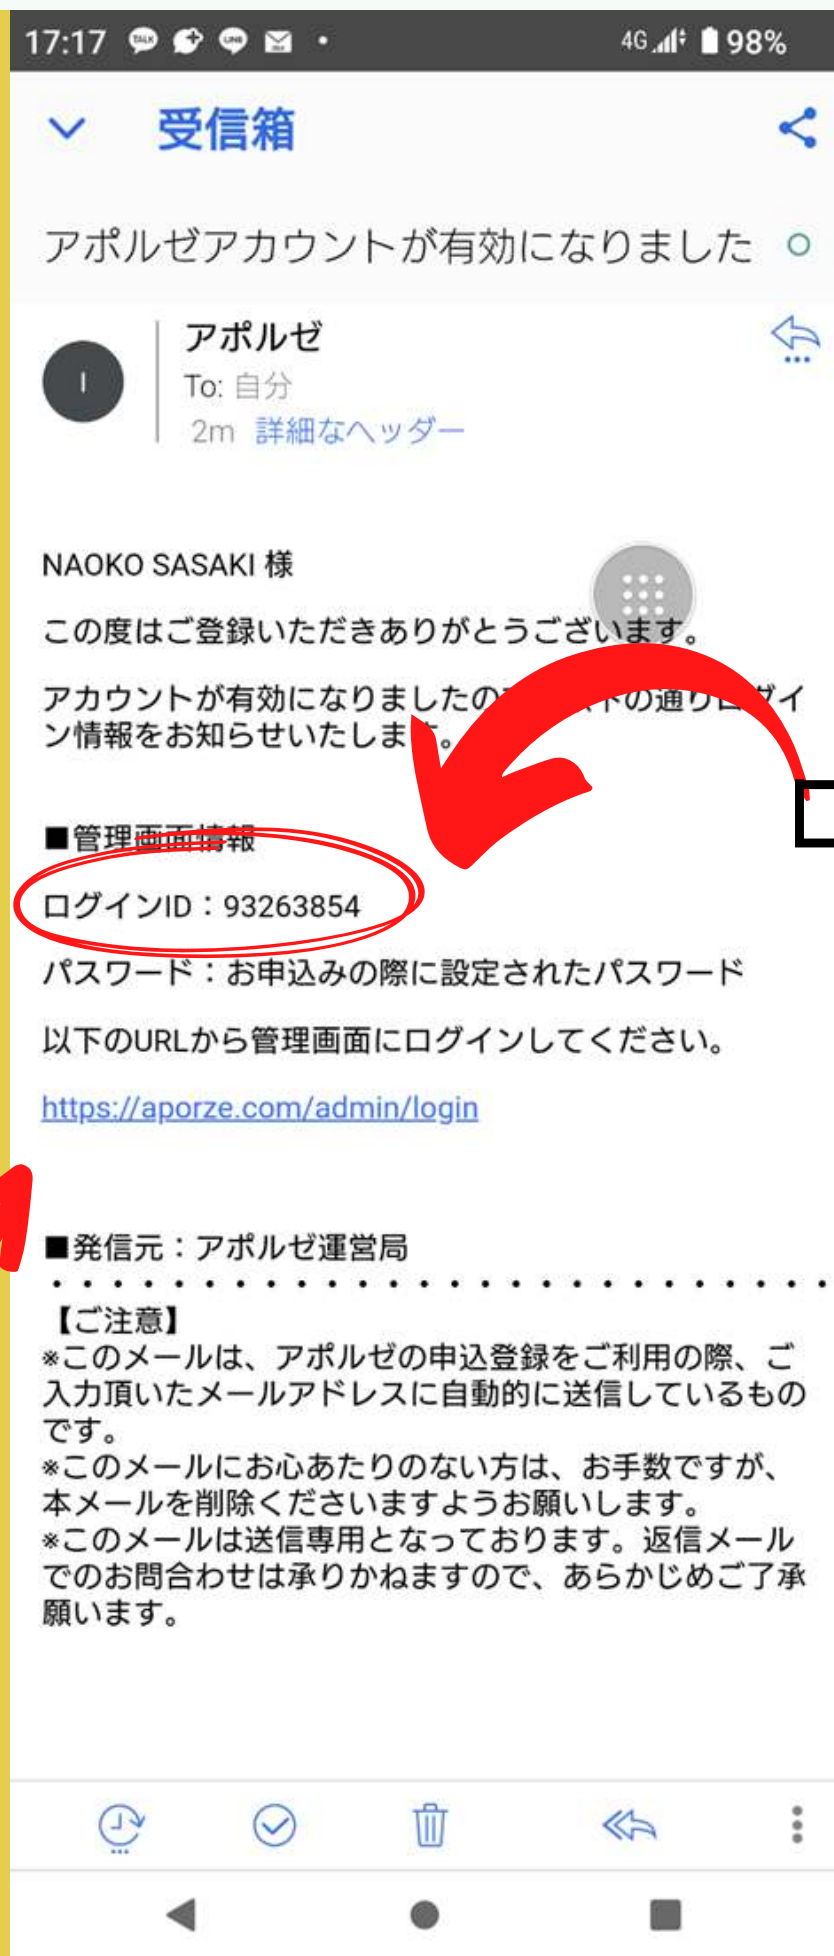 17:17 TALK LINE 4G 98%
受信箱
アポルゼアカウントが有効になりました
I
アポルゼ
To: 自分
2m 詳細なヘッダー
NAOKO SASAKI 様
この度はご登録いただきありがとうございます。
アカウントが有効になりましたの 下の通りログイ
ン情報をお知らせいたします。
■管理画面情報
ログインID：93263854
パスワード：お申込みの際に設定されたパスワード
以下のURLから管理画面にログインしてください。
https://aporze.com/admin/login
■発信元：アポルゼ運営局
・・・・・・・・・・・・・・・・・・・・・・・・・・
【ご注意】
※このメールは、アポルゼの申込登録をご利用の際、ご
入力頂いたメールアドレスに自動的に送信しているもの
です。
※このメールにお心あたりのない方は、お手数ですが、
本メールを削除くださいますようお願いします。
※このメールは送信専用となっております。返信メール
でのお問合わせは承りかねますので、あらかじめご了承
願います。